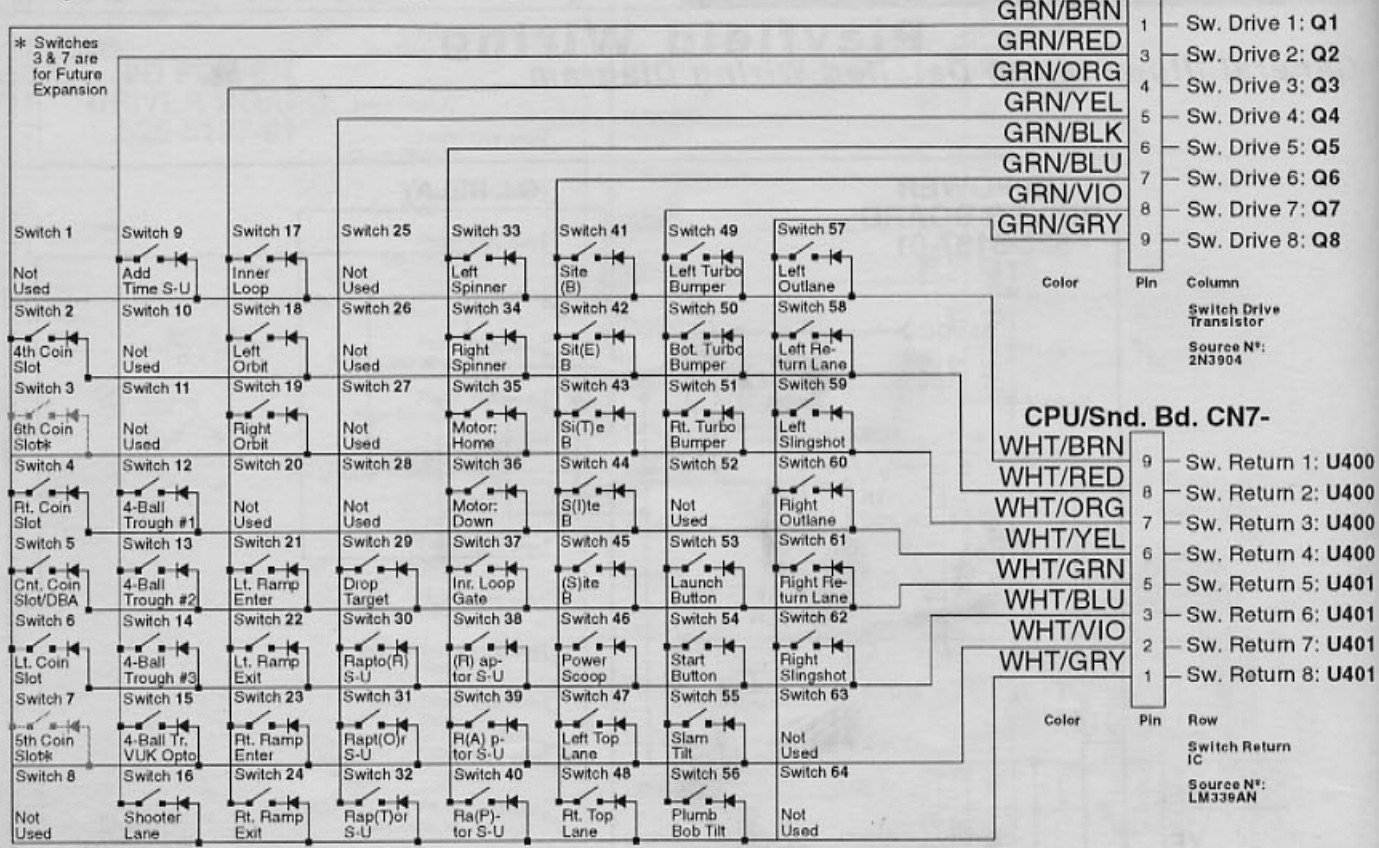 GRN/BRN 1 Sw. Drive 1: Q1
GRN/RED 3 Sw. Drive 2: Q2
GRN/ORG 4 Sw. Drive 3: Q3
GRN/YEL 5 Sw. Drive 4: Q4
GRN/BLK 6 Sw. Drive 5: Q5
GRN/BLU 7 Sw. Drive 6: Q6
GRN/VIO 8 Sw. Drive 7: Q7
GRN/GRY 9 Sw. Drive 8: Q8
Color Pin Column
Switch Drive
Transistor
Source Nº:
2N3904
* Switches
3 & 7 are
for Future
Expansion
Switch 1 Switch 9 Switch 17 Switch 25 Switch 33 Switch 41 Switch 49 Switch 57
Not Add Inner Not Left Site Left Turbo Left
Used Time S-U Loop Used Spinner (B) Bumper Outlane
Switch 2 Switch 10 Switch 18 Switch 26 Switch 34 Switch 42 Switch 50 Switch 58
4th Coin Not Left Not Right Sit(E) Bot. Turbo Left Re-
Slot Used Orbit Used Spinner B Bumper turn Lane
Switch 3 Switch 11 Switch 19 Switch 27 Switch 35 Switch 43 Switch 51 Switch 59
6th Coin Not Right Not Motor: Si(T)e Rt. Turbo Left
Slot* Used Orbit Used Home B Bumper Slingshot
Switch 4 Switch 12 Switch 20 Switch 28 Switch 36 Switch 44 Switch 52 Switch 60
Rt. Coin 4-Ball Not Not Motor: S(I)te Not Right
Slot Trough #1 Used Used Down B Used Outlane
Switch 5 Switch 13 Switch 21 Switch 29 Switch 37 Switch 45 Switch 53 Switch 61
Cnt. Coin 4-Ball Lt. Ramp Drop Inr. Loop (S)ite Launch Right Re-
Slot/DBA Trough #2 Enter Target Gate B Button turn Lane
Switch 6 Switch 14 Switch 22 Switch 30 Switch 38 Switch 46 Switch 54 Switch 62
Lt. Coin 4-Ball Lt. Ramp Rapto(R) (R) ap- Power Start Right
Slot Trough #3 Exit S-U tor S-U Scoop Button Slingshot
Switch 7 Switch 15 Switch 23 Switch 31 Switch 39 Switch 47 Switch 55 Switch 63
5th Coin 4-Ball Tr. Rt. Ramp Rapt(O)r R(A) p- Left Top Slam Not
Slot* VUK Opto Enter S-U tor S-U Lane Tilt Used
Switch 8 Switch 16 Switch 24 Switch 32 Switch 40 Switch 48 Switch 56 Switch 64
Not Shooter Rt. Ramp Rap(T)or Ra(P)- Rt. Top Plumb Not
Used Lane Exit S-U tor S-U Lane Bob Tilt Used
CPU/Snd. Bd. CN7-
WHT/BRN 9 Sw. Return 1: U400
WHT/RED 8 Sw. Return 2: U400
WHT/ORG 7 Sw. Return 3: U400
WHT/YEL 6 Sw. Return 4: U400
WHT/GRN 5 Sw. Return 5: U401
WHT/BLU 3 Sw. Return 6: U401
WHT/VIO 2 Sw. Return 7: U401
WHT/GRY 1 Sw. Return 8: U401
Color Pin Row
Switch Return
IC
Source Nº:
LM339AN